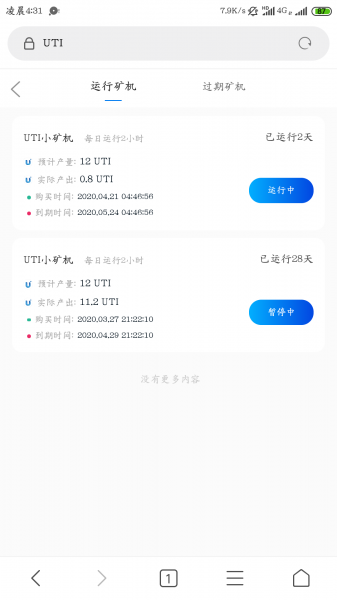 凌晨4:31 7.9K/s 4G 87
UTI
运行矿机 过期矿机
UTI小矿机 每日运行2小时 已运行2天
预计产量: 12 UTI
实际产出: 0.8 UTI
运行中
购买时间: 2020,04,21 04:46:56
到期时间: 2020,05,24 04:46:56
UTI小矿机 每日运行2小时 已运行28天
预计产量: 12 UTI
实际产出: 11.2 UTI
暂停中
购买时间: 2020,03,27 21:22:10
到期时间: 2020,04,29 21:22:10
没有更多内容
1